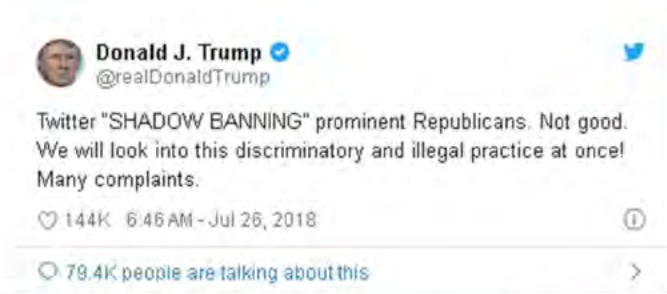 Donald J. Trump
@realDonaldTrump
Twitter "SHADOW BANNING" prominent Republicans. Not good.
We will look into this discriminatory and illegal practice at once!
Many complaints.
144K 6:46 AM - Jul 26, 2018
79.4K people are talking about this